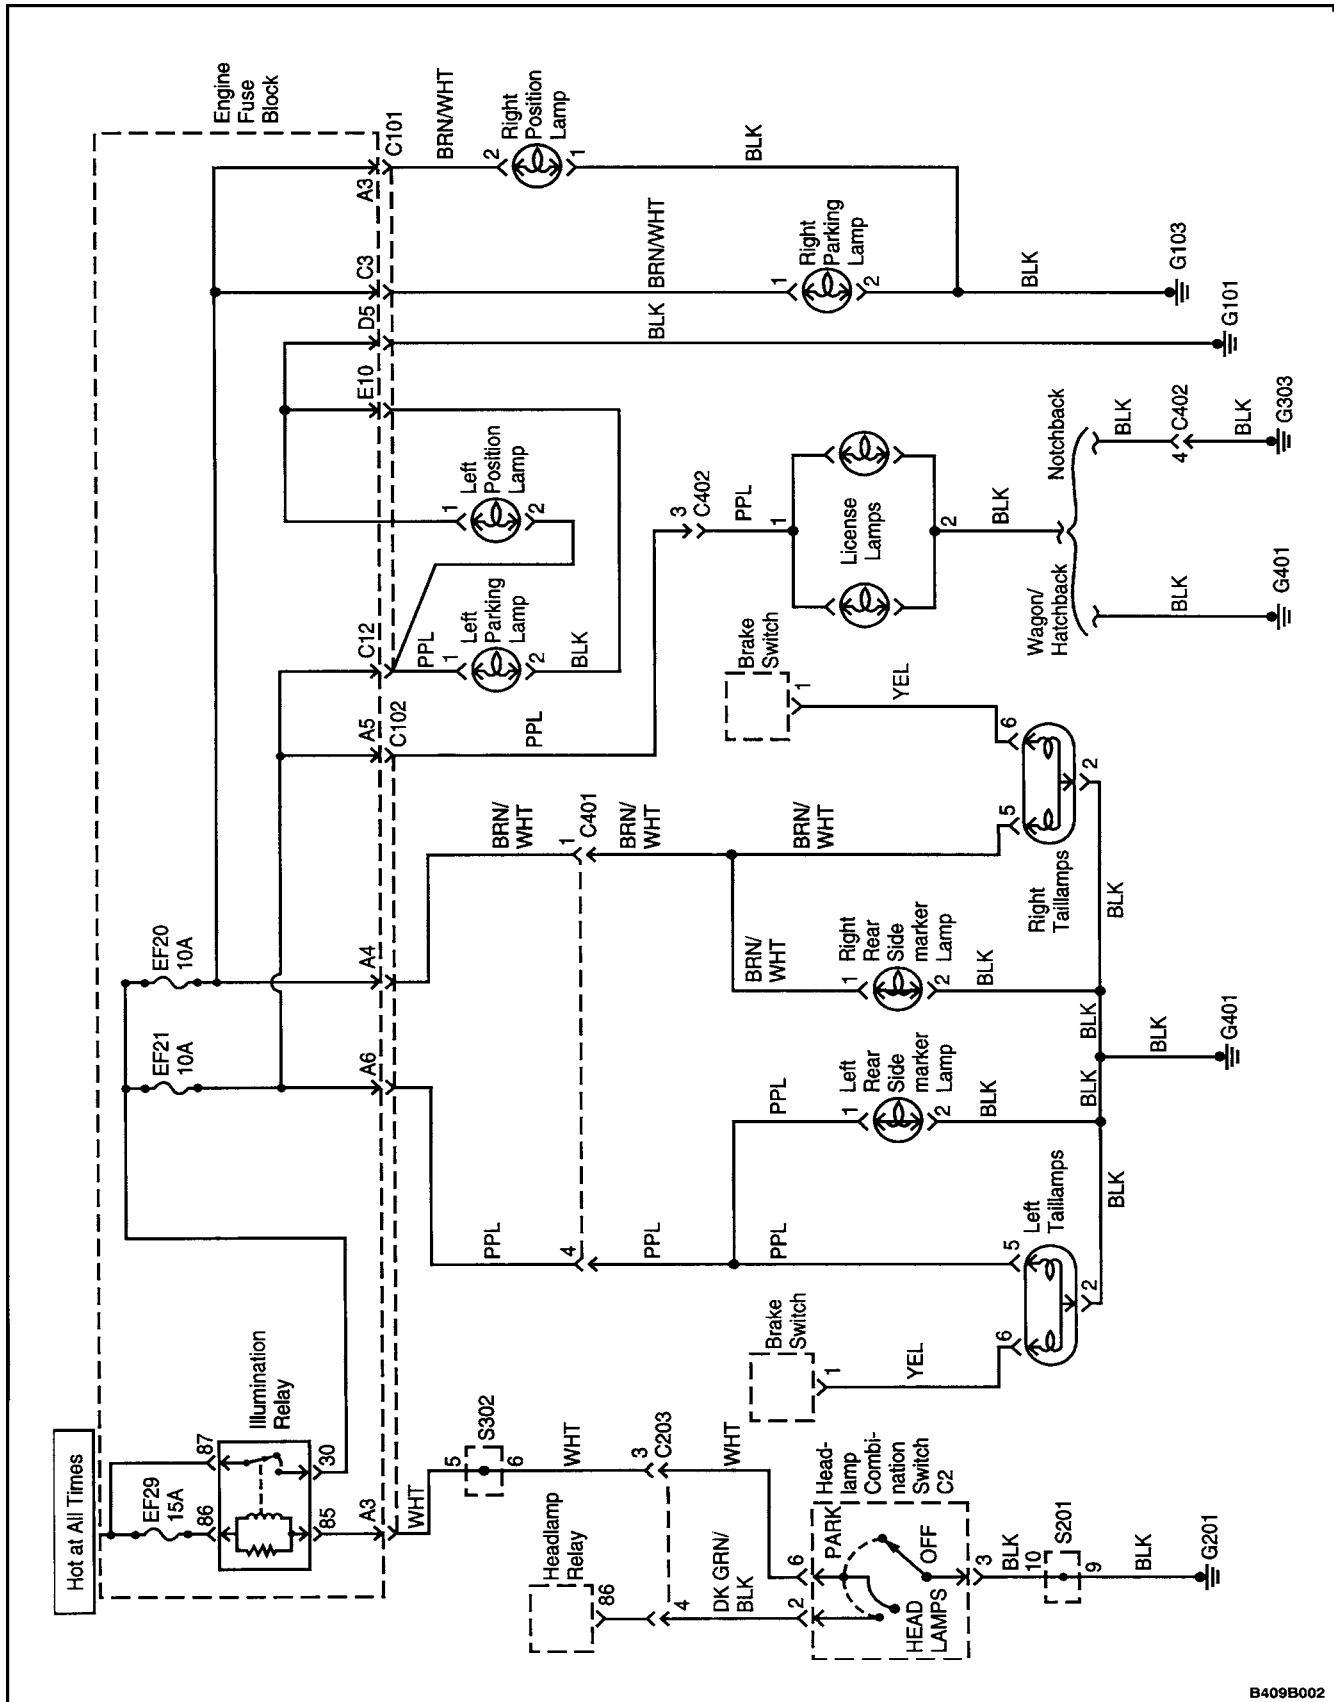 Hot at All Times
EF29
15A
86
87
Illumination
Relay
85
30
A3
EF21
10A
EF20
10A
Engine
Fuse
Block
A6
A4
A5
C102
C12
E10
D5
C3
A3
C101
WHT
5
S302
6
WHT
3
C203
WHT
Headlamp
Relay
86
4
DK GRN/
BLK
2
6
Head-
lamp
Combi-
nation
Switch
C2
PARK
OFF
HEAD
LAMPS
3
BLK
10
S201
9
BLK
G201
PPL
4
PPL
PPL
PPL
Brake
Switch
1
YEL
6
5
Left
Taillamps
2
BLK
1
Left
Rear
Side
marker
Lamp
2
BLK
BLK
BLK
G401
BRN/
WHT
1
C401
BRN/
WHT
BRN/
WHT
BRN/
WHT
1
Right
Rear
Side
marker
Lamp
2
BLK
BLK
5
6
Right
Taillamps
2
BLK
Brake
Switch
1
YEL
PPL
3
C402
PPL
1
License
Lamps
2
BLK
Wagon/
Hatchback
Notchback
BLK
G401
BLK
4
C402
BLK
G303
PPL
1
Left
Parking
Lamp
2
BLK
1
Left
Position
Lamp
2
BLK
G101
BRN/WHT
1
Right
Parking
Lamp
2
BLK
G103
BRN/WHT
2
Right
Position
Lamp
1
BLK
B409B002